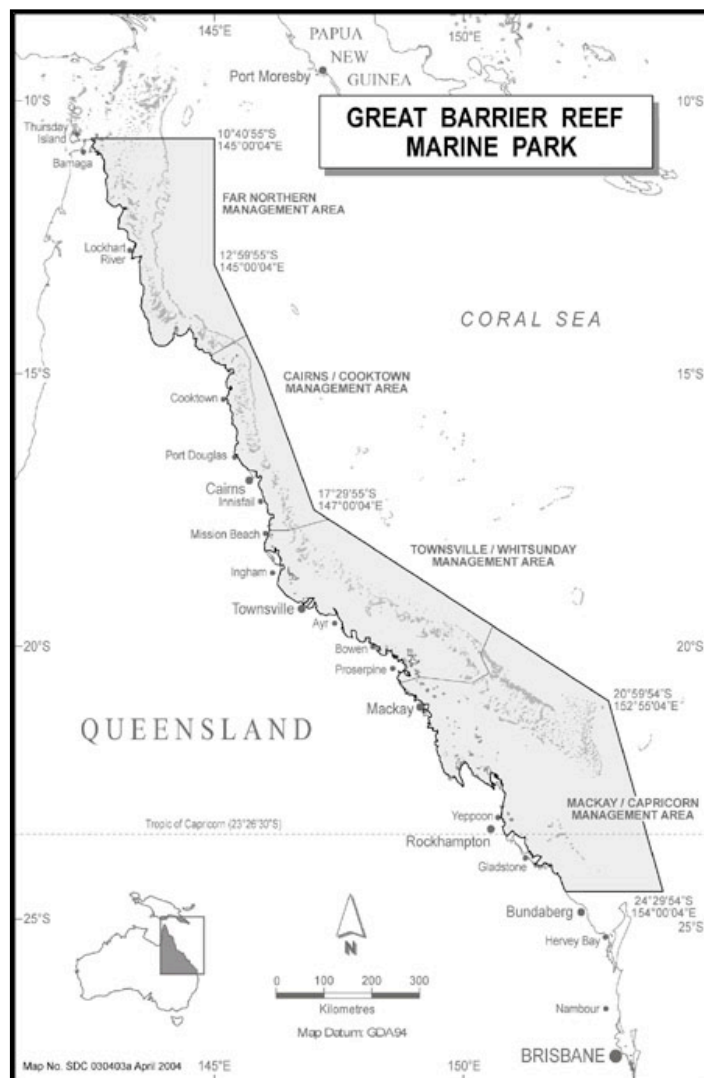 145°E
150°E
PAPUA
NEW
GUINEA
Port Moresby
10°S
10°S
GREAT BARRIER REEF
MARINE PARK
Thursday
Island
Bamaga
10°40'55"S
145°00'04"E
FAR NORTHERN
MANAGEMENT AREA
Lockhart
River
12°59'55"S
145°00'04"E
CORAL SEA
15°S
15°S
CAIRNS / COOKTOWN
MANAGEMENT AREA
Cooktown
Port Douglas
Cairns
Innisfail
17°29'55"S
147°00'04"E
Mission Beach
TOWNSVILLE / WHITSUNDAY
MANAGEMENT AREA
Ingham
Townsville
Ayr
Bowen
20°S
20°S
Proserpine
20°59'54"S
152°55'04"E
Mackay
QUEENSLAND
MACKAY / CAPRICORN
MANAGEMENT AREA
Yeppoon
Tropic of Capricorn (23°26'30"S)
Rockhampton
Gladstone
24°29'54"S
154°00'04"E
25°S
25°S
Bundaberg
Hervey Bay
N
0 100 200 300
Kilometres
Map Datum: GDA94
Nambour
BRISBANE
Map No. SDC 030403a April 2004
145°E
150°E